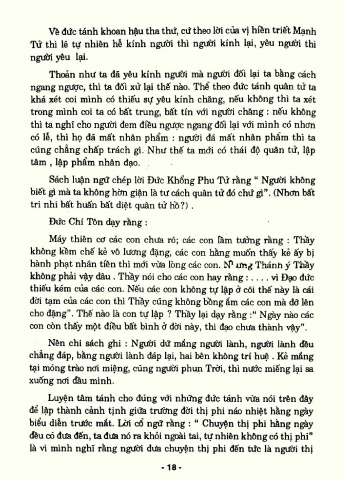 Về đức tánh khoan hậu tha thứ, cứ theo lời của vị hiền triết Mạnh
Tử thì lẽ tự nhiên hễ kính người thì người kính lại, yêu người thì
người yêu lại.
Thoản như ta đã yêu kính người mà người đối lại ta bằng cách
ngang ngược, thì ta đối xử lại thế nào. Thể theo đức tánh quân tử ta
khá xét coi mình có thiếu sự yêu kính chăng, nếu không thì ta xét
trong mình coi ta có bất trung, bất tín với người chăng : nếu không
thì ta nghĩ cho người đem điều ngược ngang đối lại với mình có nhơn
có lễ, thì họ đã mất nhân phẩm : người đã mất nhân phẩm thì ta
cũng chẳng chấp trách gì. Như thế ta mới có thái độ quân tử, lập
tâm , lập phẩm nhân đạo.
Sách luận ngữ chép lời Đức Khổng Phu Tử rằng “ Người không
biết gì mà ta không hờn giận là tư cách quân tử đó chứ gì”. (Nhơn bất
tri nhi bất huấn bất diệt quân tử hồ?) .
Đức Chí Tôn dạy rằng :
Máy thiên cơ các con chưa rõ; các con lầm tưởng rằng : Thầy
không kềm chế kẻ vô lương đặng, các con hằng muốn thấy kẻ ấy bị
hành phạt nhãn tiền thì mới vừa lòng các con. Nhưng Thánh ý Thầy
không phải vậy đâu . Thầy nói cho các con hay rằng : . . . . vì Đạo đức
thiếu kém của các con. Nếu các con không tự lập ở cõi thế này là cái
đời tạm của các con thì Thầy cũng không bồng ẵm các con mà đỡ lên
cho đặng”. Thế nào là con tự lập ? Thầy lại dạy rằng :“ Ngày nào các
con còn thấy một điều bất bình ở đời này, thì đạo chưa thành vậy”.
Nên chi sách ghi : Người dữ mắng người lành, người lành đều
chẳng đáp, bằng người lành đáp lại, hai bên không trí huệ . Kẻ mắng
tại móng trào nơi miệng, cũng người phun Trời, thì nước miếng lại sa
xuống nơi đầu mình.
Luyện tâm tánh cho đúng với những đức tánh vừa nói trên đây
để lập thành cảnh tịnh giữa trường đời thị phi náo nhiệt hằng ngày
biểu diễn trước mắt. Lời cổ ngữ rằng : “ Chuyện thị phi hằng ngày
đều có đưa đến, ta đưa nó ra khỏi ngoài tai, tự nhiên không có thị phi”
là vì mình nghĩ rằng người đưa chuyện thị phi đến tức là người thị
- 18 -